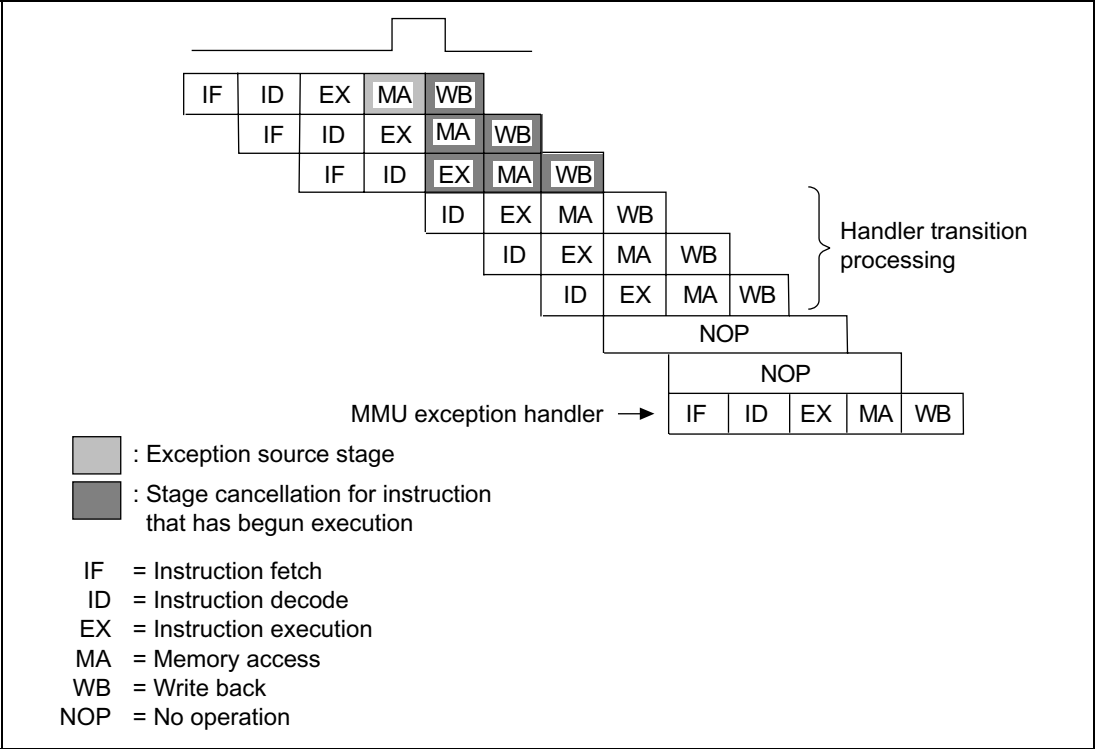 IF ID EX MA WB
IF ID EX MA WB
IF ID EX MA WB
ID EX MA WB
ID EX MA WB
ID EX MA WB
Handler transition
processing
NOP
NOP
MMU exception handler IF ID EX MA WB
: Exception source stage
: Stage cancellation for instruction
that has begun execution
IF = Instruction fetch
ID = Instruction decode
EX = Instruction execution
MA = Memory access
WB = Write back
NOP = No operation